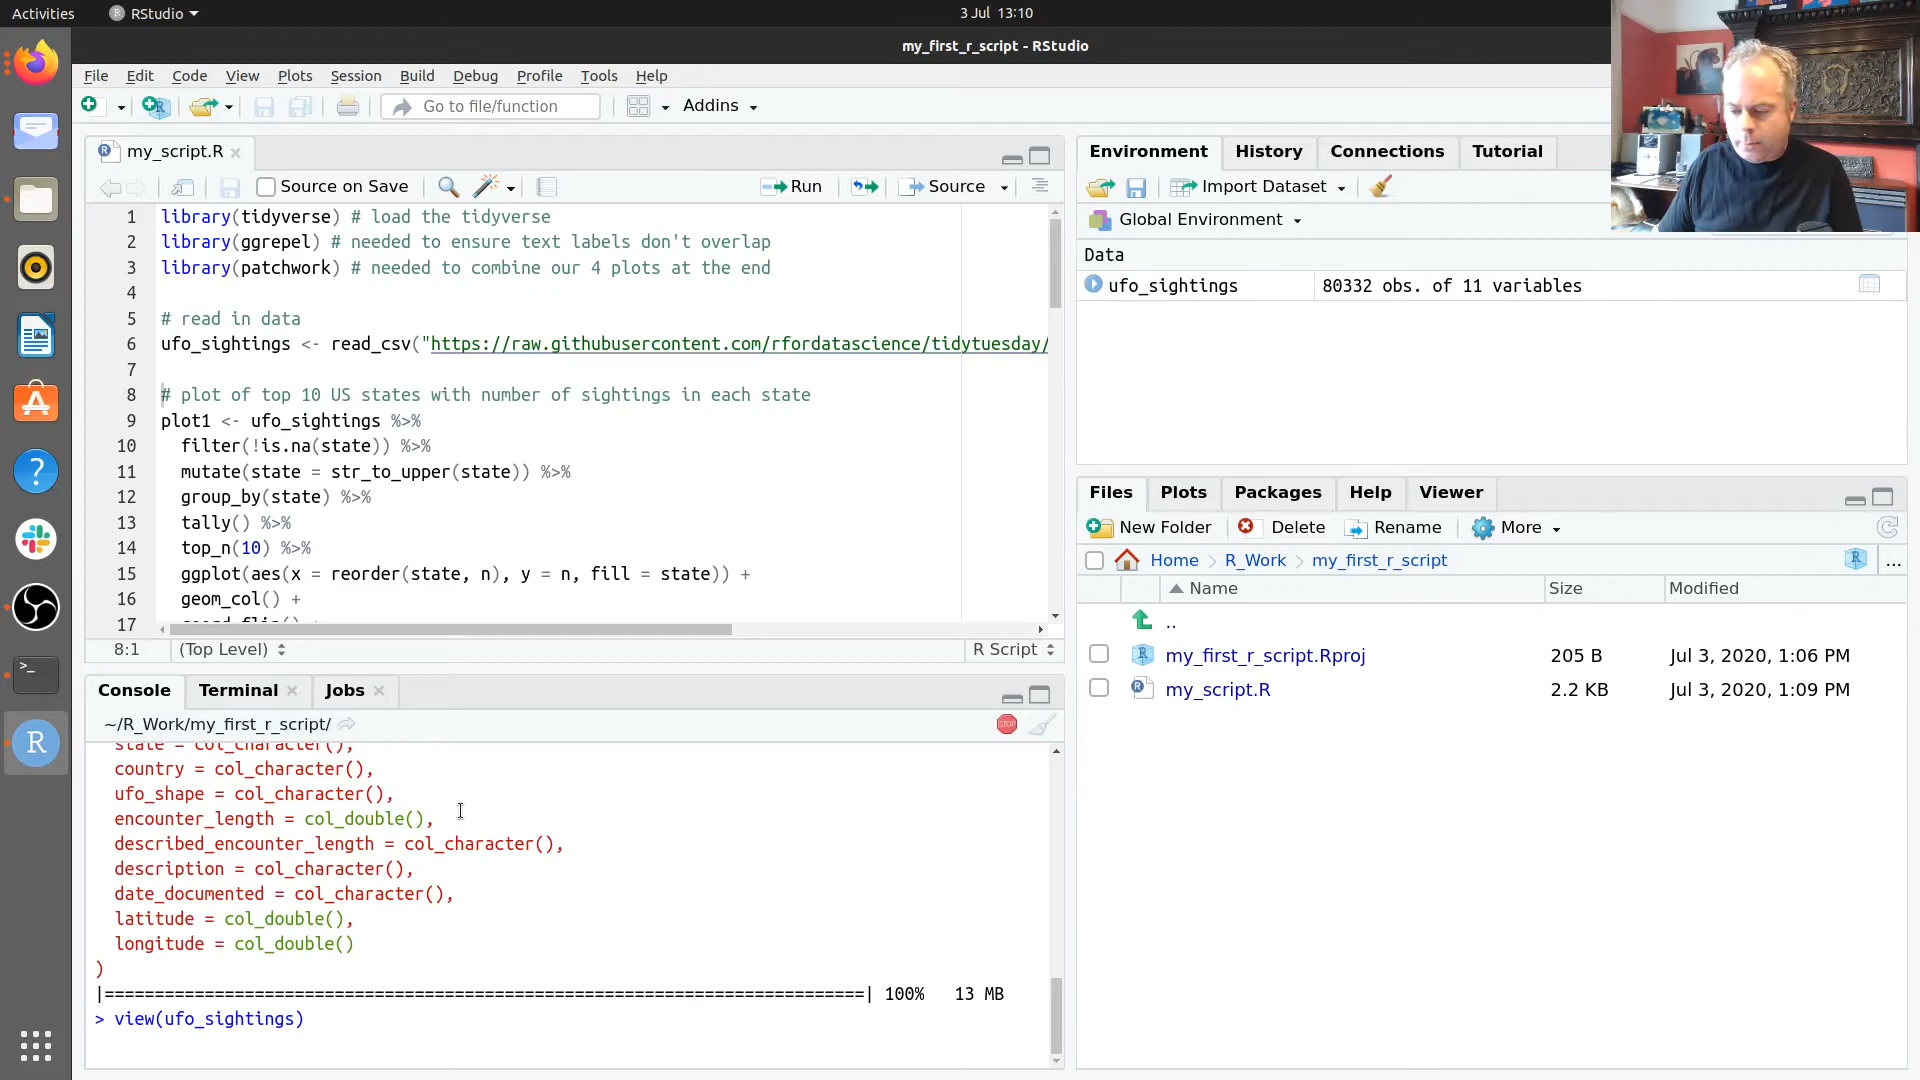 Activities
RStudio
3 Jul 13:10
my_first_r_script - RStudio
File Edit Code View Plots Session Build Debug Profile Tools Help
Go to file/function
Addins
my_script.R
Source on Save
Run
Source
1 library(tidyverse) # load the tidyverse
2 library(ggrepel) # needed to ensure text labels don't overlap
3 library(patchwork) # needed to combine our 4 plots at the end
4
5 # read in data
6 ufo_sightings <- read_csv("https://raw.githubusercontent.com/rfordatascience/tidytuesday/
7
8 # plot of top 10 US states with number of sightings in each state
9 plot1 <- ufo_sightings %>%
10 filter(!is.na(state)) %>%
11 mutate(state = str_to_upper(state)) %>%
12 group_by(state) %>%
13 tally() %>%
14 top_n(10) %>%
15 ggplot(aes(x = reorder(state, n), y = n, fill = state)) +
16 geom_col() +
17
8:1 (Top Level) R Script
Console Terminal Jobs
~/R_Work/my_first_r_script/
STOP
state = col_character(),
country = col_character(),
ufo_shape = col_character(),
encounter_length = col_double(),
described_encounter_length = col_character(),
description = col_character(),
date_documented = col_character(),
latitude = col_double(),
longitude = col_double()
)
|============================================================================| 100% 13 MB
> view(ufo_sightings)
Environment History Connections Tutorial
Import Dataset
Global Environment
Data
ufo_sightings 80332 obs. of 11 variables
Files Plots Packages Help Viewer
New Folder Delete Rename More
Home R_Work my_first_r_script ...
Name Size Modified
..
my_first_r_script.Rproj 205 B Jul 3, 2020, 1:06 PM
my_script.R 2.2 KB Jul 3, 2020, 1:09 PM